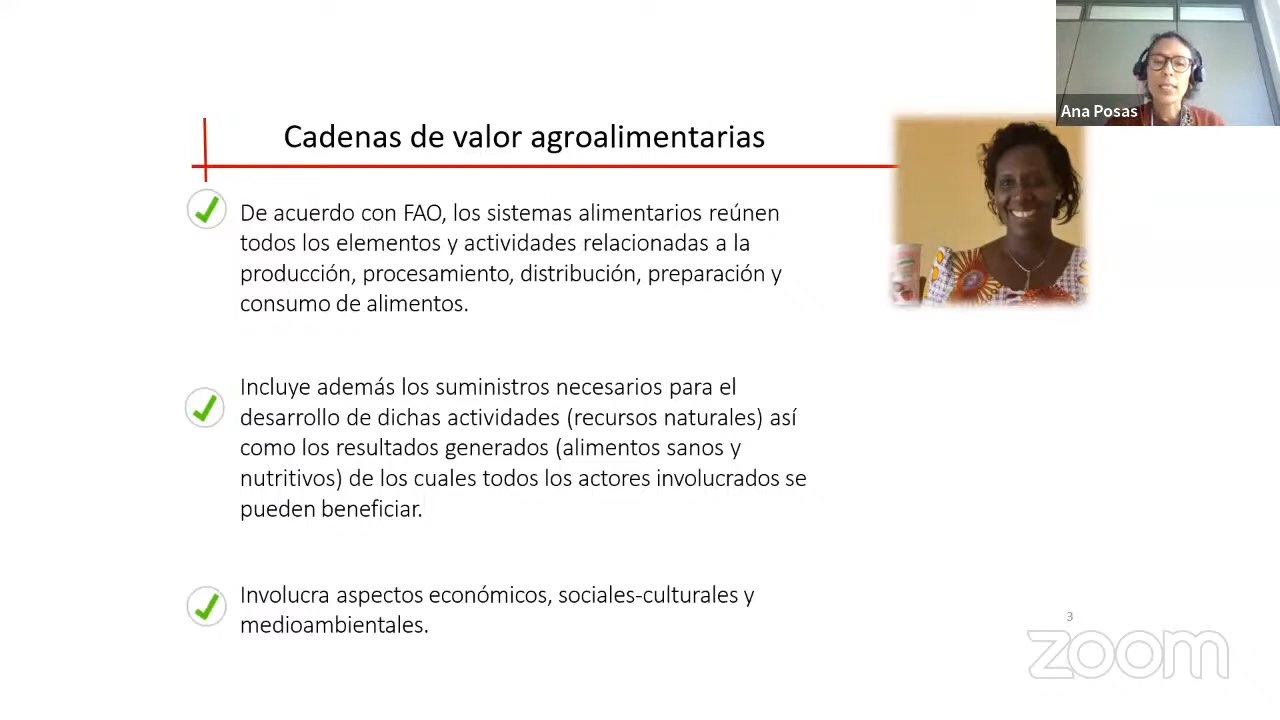 Ana Posas
Cadenas de valor agroalimentarias
De acuerdo con FAO, los sistemas alimentarios reúnen
todos los elementos y actividades relacionadas a la
producción, procesamiento, distribución, preparación y
consumo de alimentos.
Incluye además los suministros necesarios para el
desarrollo de dichas actividades (recursos naturales) así
como los resultados generados (alimentos sanos y
nutritivos) de los cuales todos los actores involucrados se
pueden beneficiar.
Involucra aspectos económicos, sociales-culturales y
medioambientales.
3
zoom